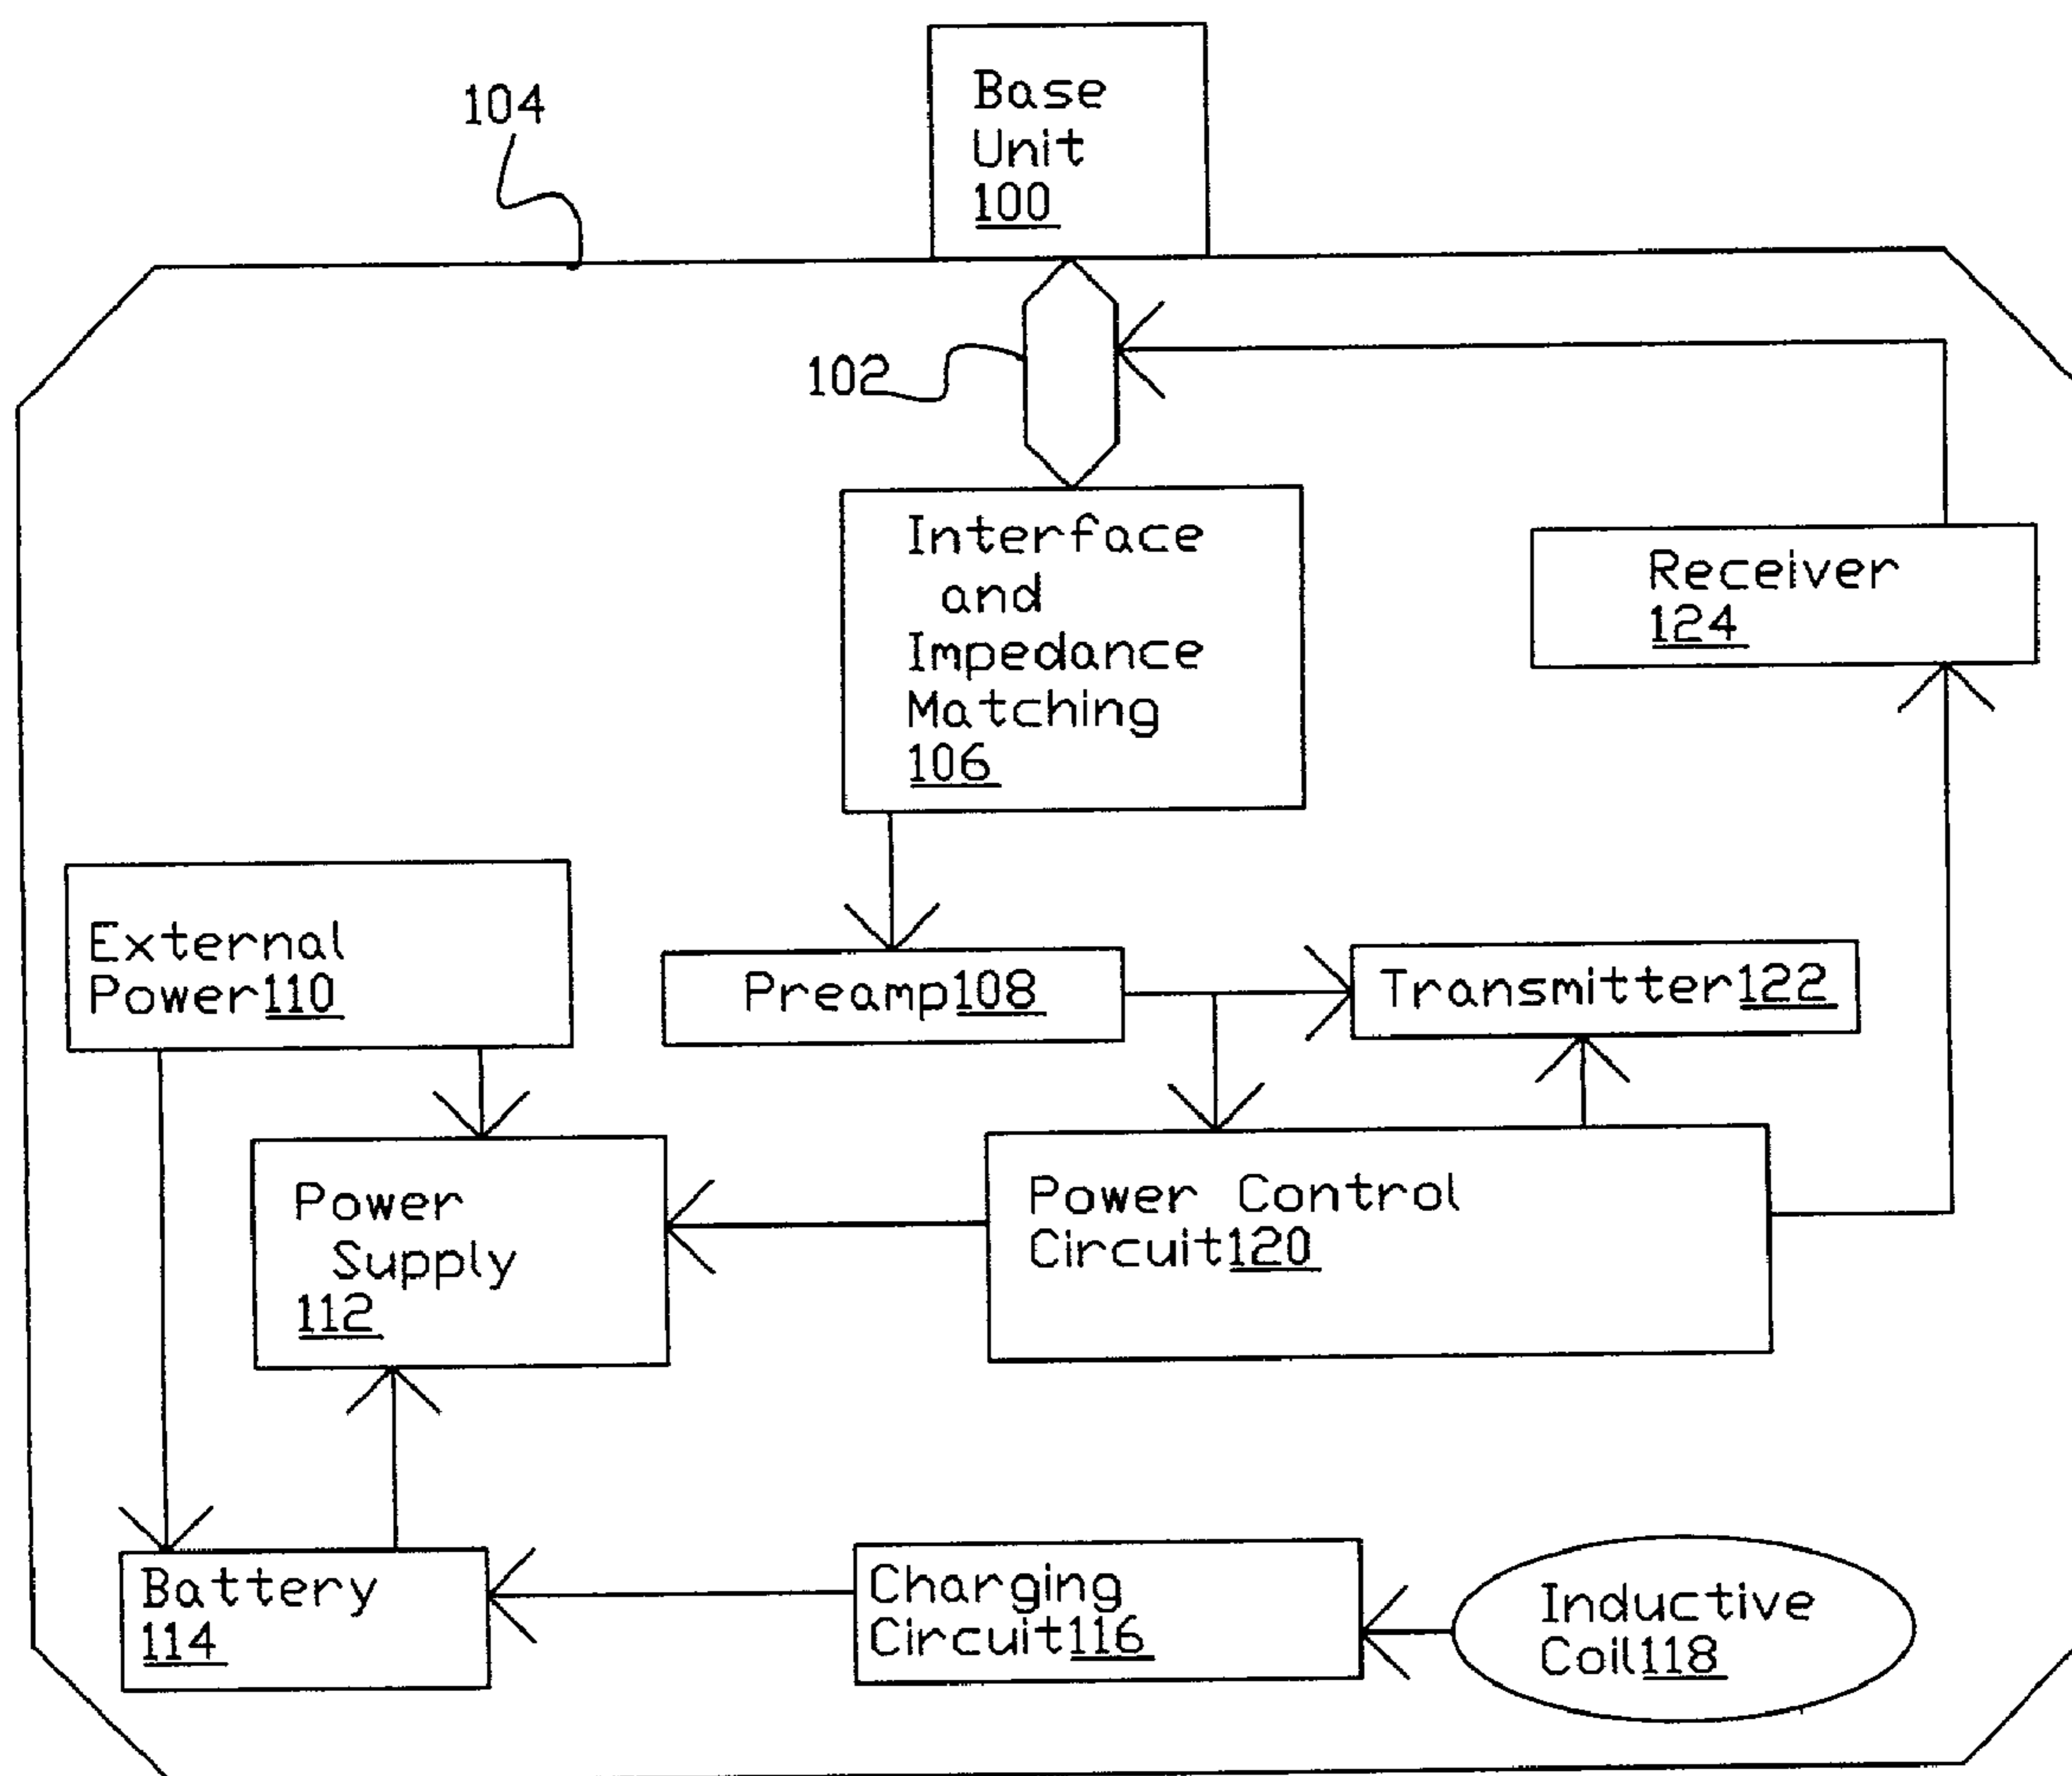 104
Base
Unit
100
102
Interface
and
Impedance
Matching
106
Receiver
124
External
Power110
Preamp108
Transmitter122
Power
Supply
112
Power Control
Circuit120
Battery
114
Charging
Circuit116
Inductive
Coil118